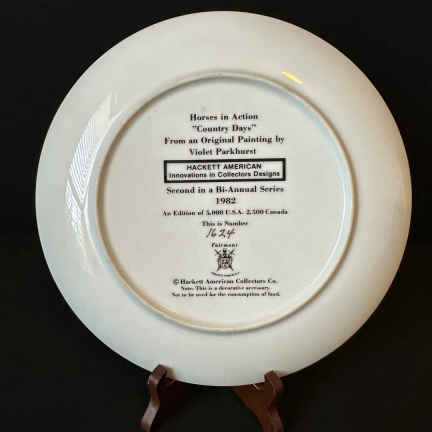 Horses in Action
"Country Days"
From an Original Painting by
Violet Parkhurst
HACKETT AMERICAN
Innovations in Collectors Designs
Second in a Bi-Annual Series
1982
An Edition of 5,000 U.S.A. 2,500 Canada
This is Number
1624
Fairmont
© Hackett American Collectors Co.
Note: This is a decorative accessory.
Not to be used for the consumption of food.